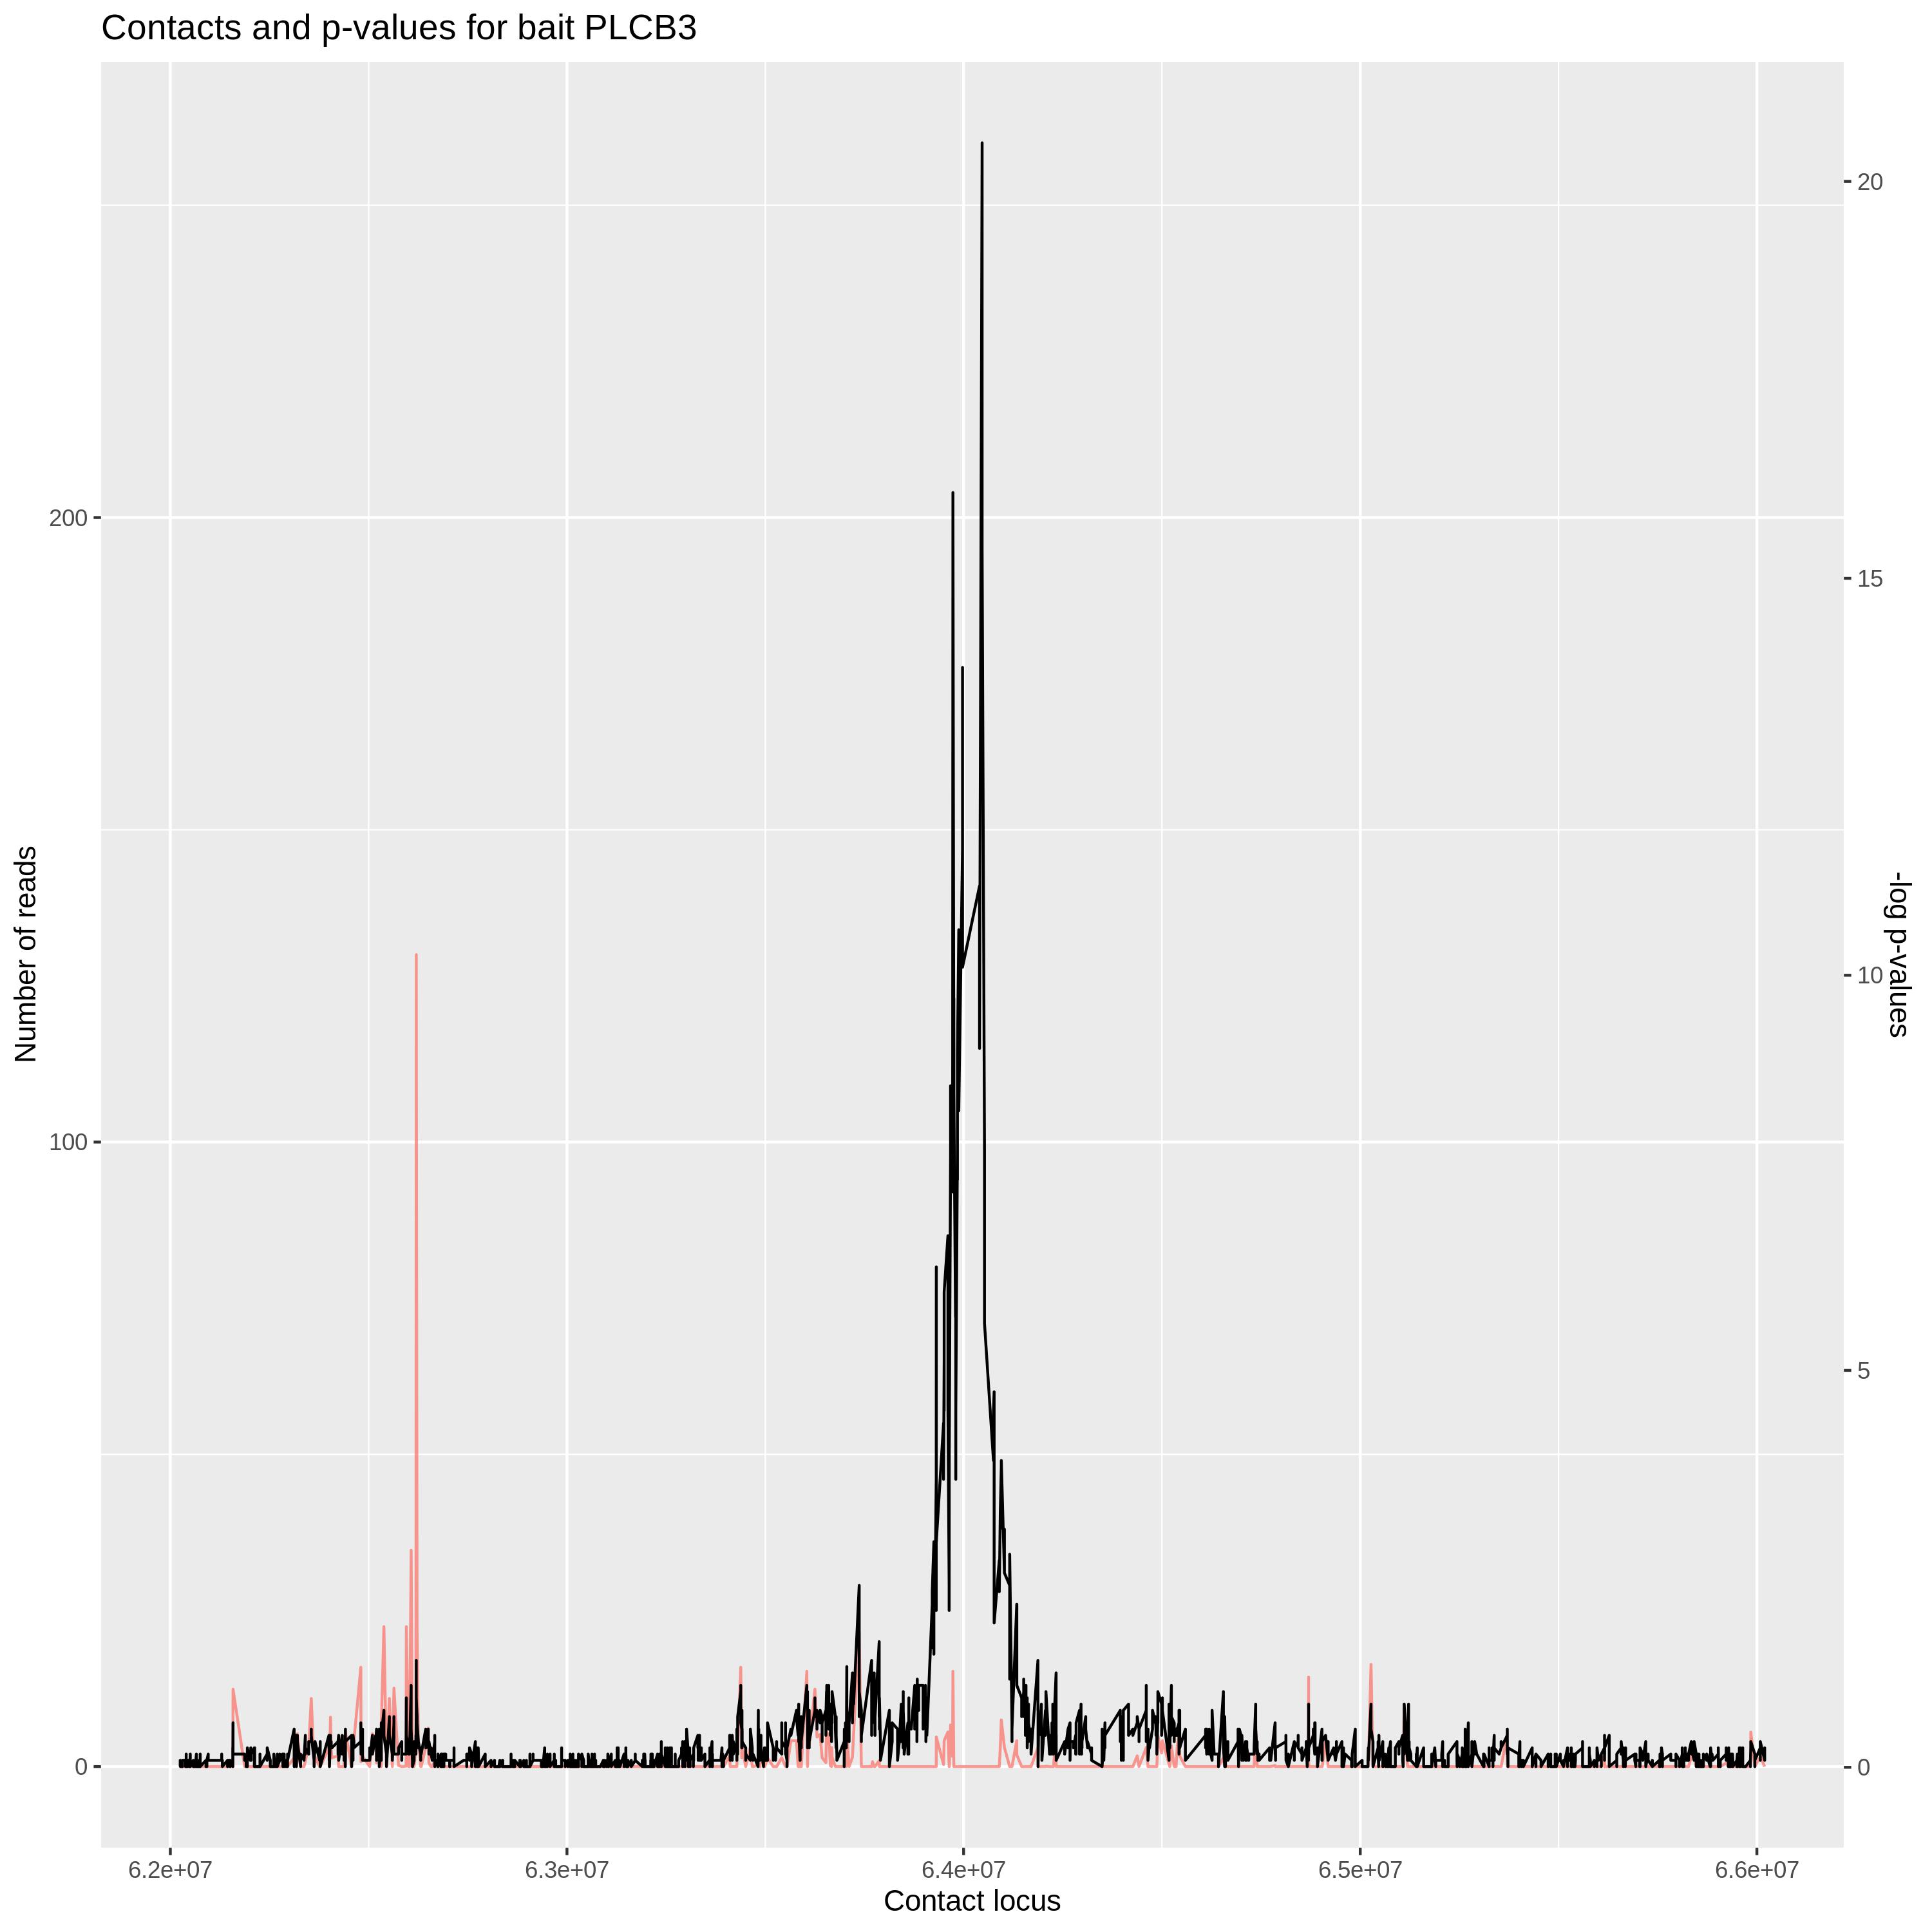 Contacts and p-values for bait PLCB3
Number of reads
200
100
0
20
15
10
5
0
-log p-values
6.2e+07 6.3e+07 6.4e+07 6.5e+07 6.6e+07
Contact locus